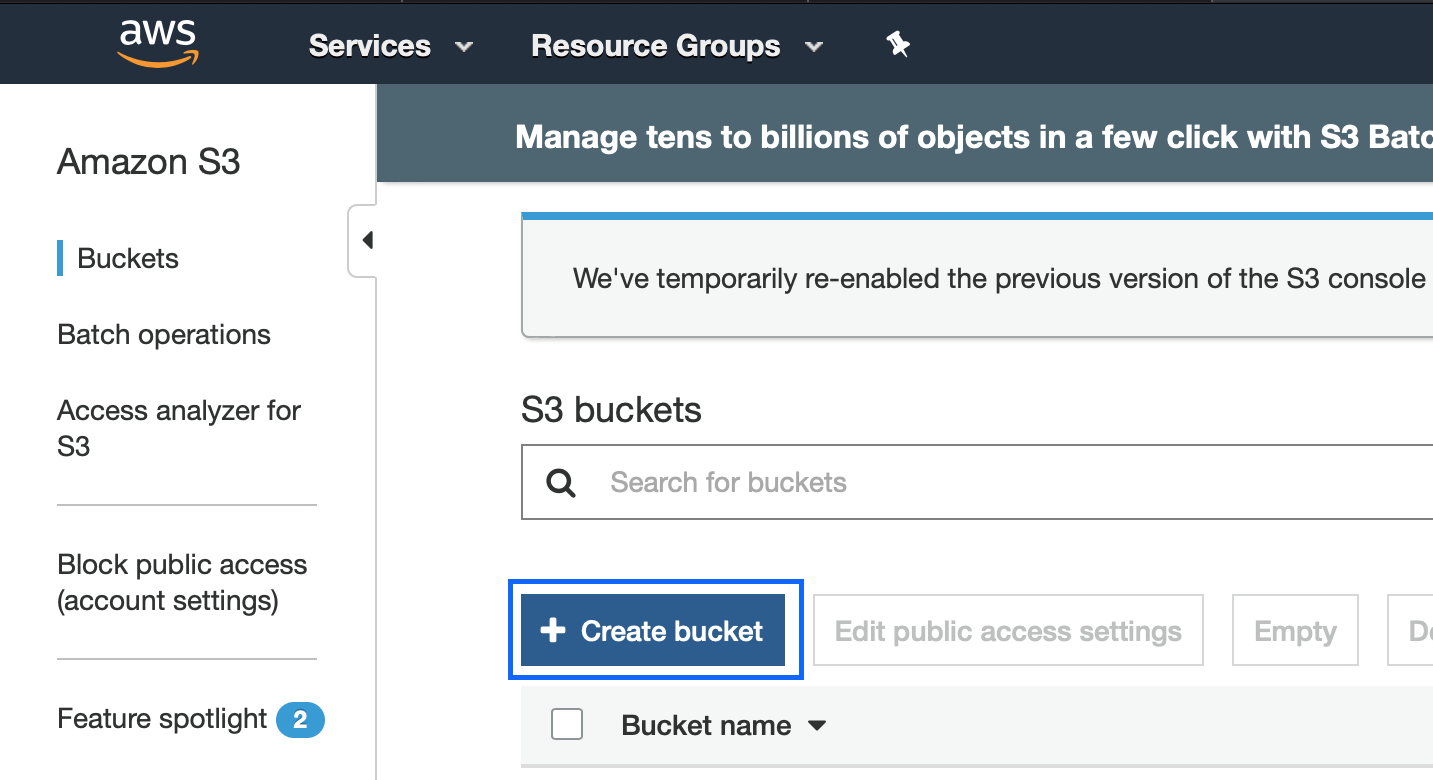 aws
Services
Resource Groups
Amazon S3
Buckets
Batch operations
Access analyzer for
S3
Block public access
(account settings)
Feature spotlight 2
Manage tens to billions of objects in a few click with S3 Batc
We've temporarily re-enabled the previous version of the S3 console
S3 buckets
Search for buckets
Create bucket
Edit public access settings
Empty
Bucket name